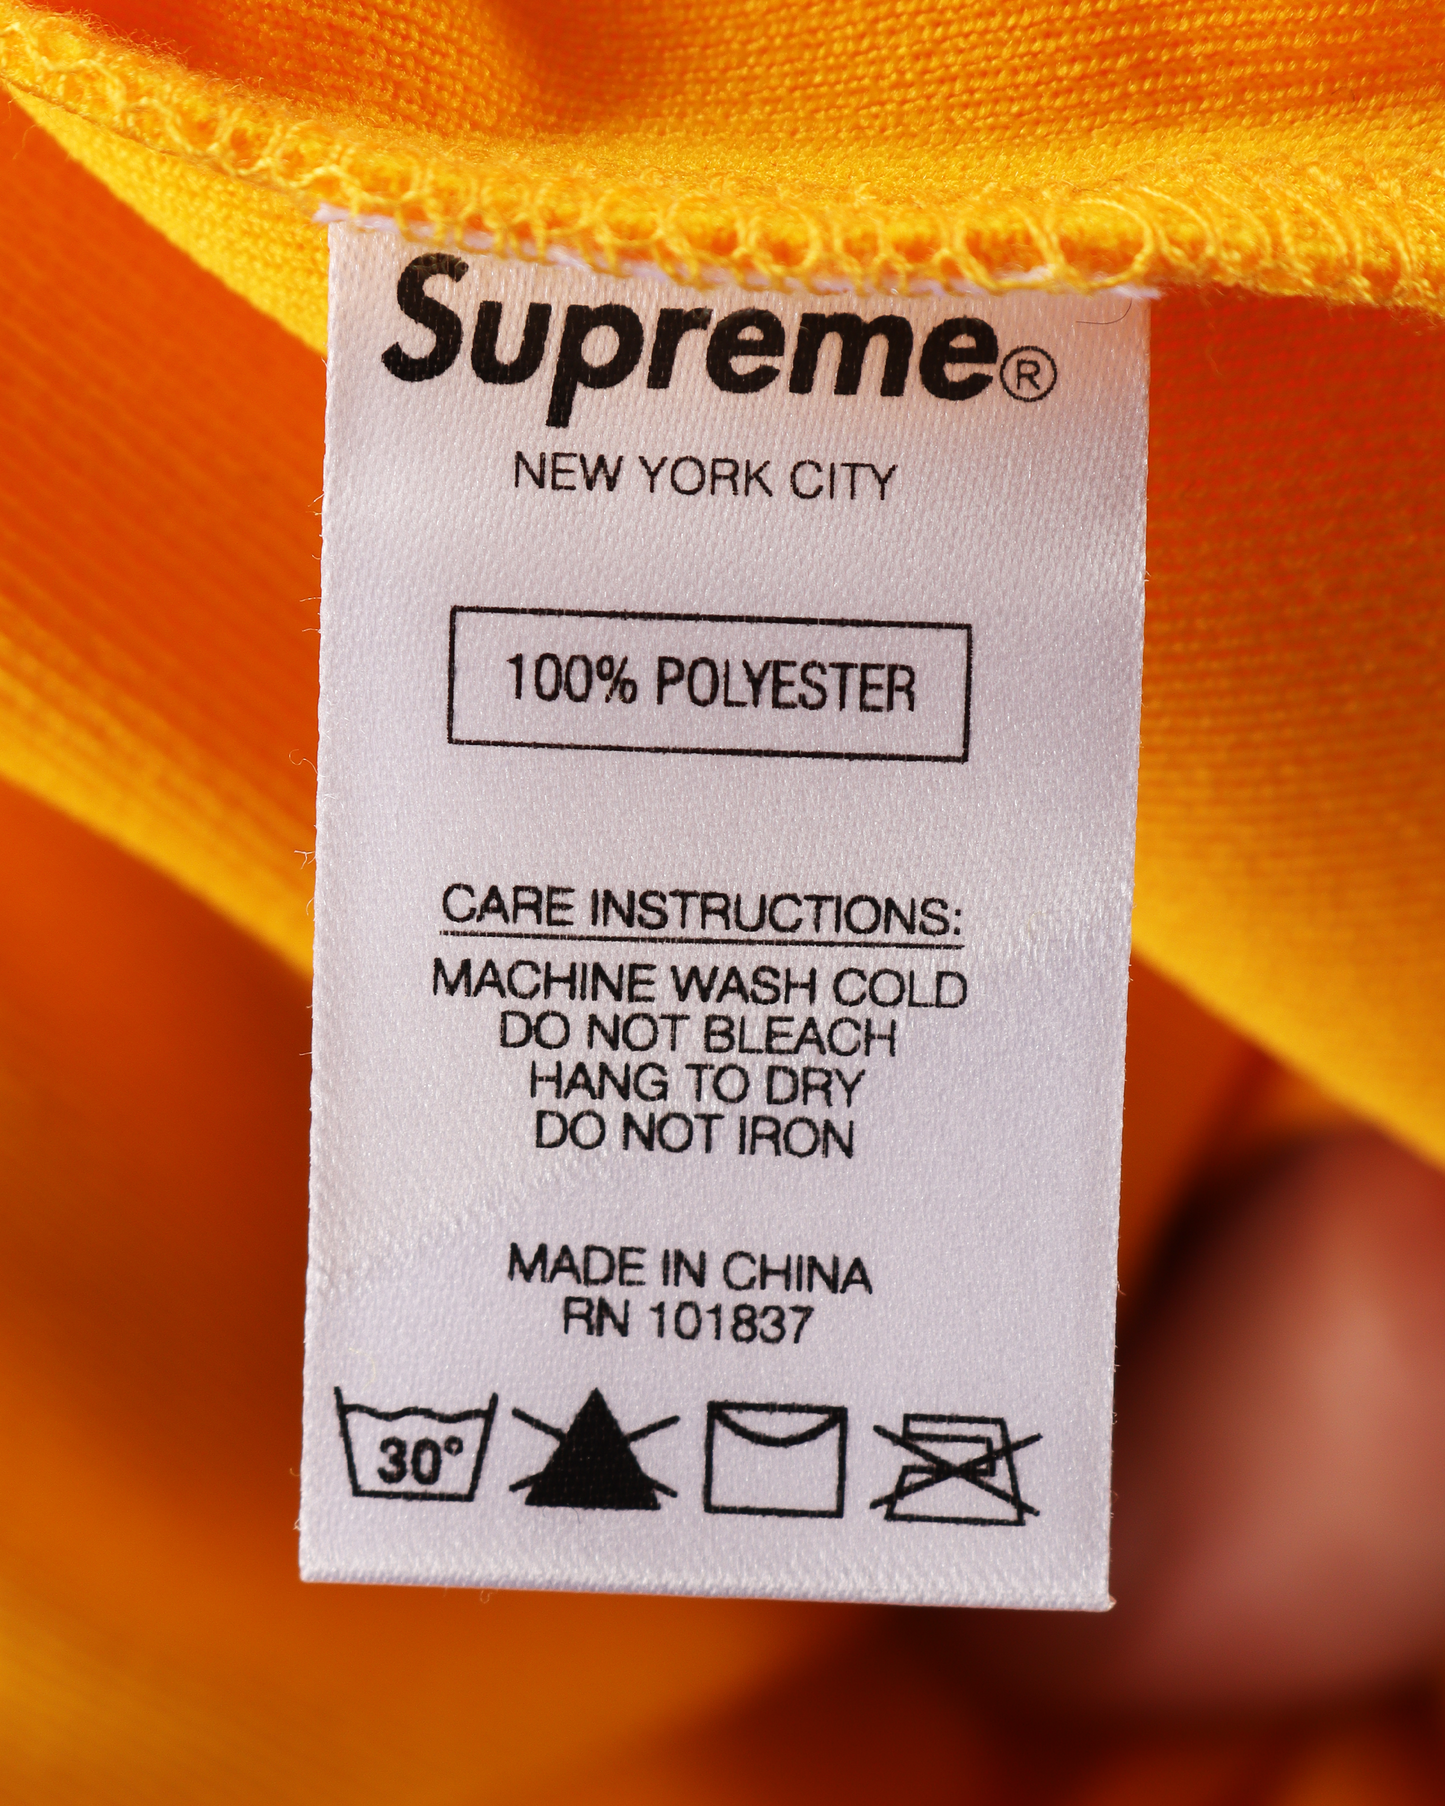 Supreme®
NEW YORK CITY
100% POLYESTER
CARE INSTRUCTIONS:
MACHINE WASH COLD
DO NOT BLEACH
HANG TO DRY
DO NOT IRON
MADE IN CHINA
RN 101837
30°